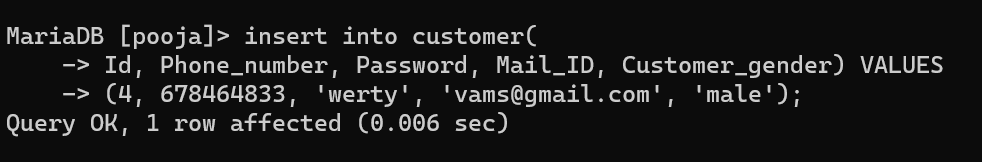 MariaDB [pooja]> insert into customer(
    -> Id, Phone_number, Password, Mail_ID, Customer_gender) VALUES
    -> (4, 678464833, 'werty', 'vams@gmail.com', 'male');
Query OK, 1 row affected (0.006 sec)